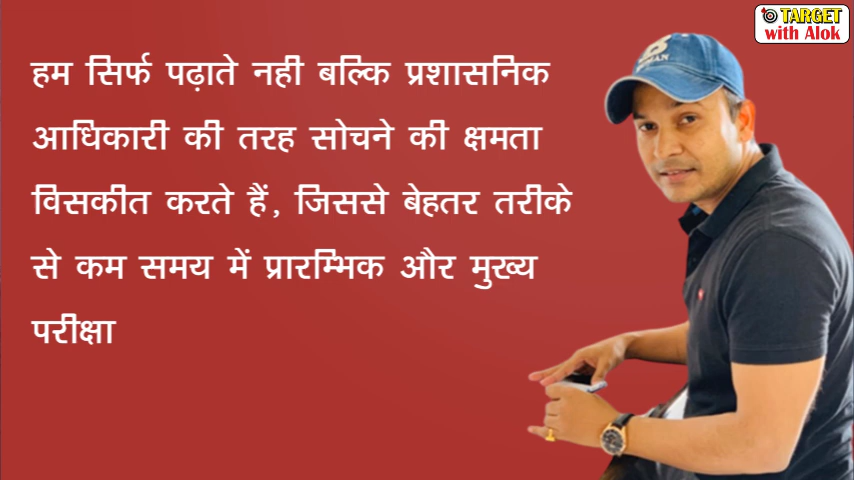 TARGET
with Alok
हम सिर्फ पढ़ाते नही बल्कि प्रशासनिक
आधिकारी की तरह सोचने की क्षमता
विसकीत करते हैं, जिससे बेहतर तरीके
से कम समय में प्रारम्भिक और मुख्य
परीक्षा